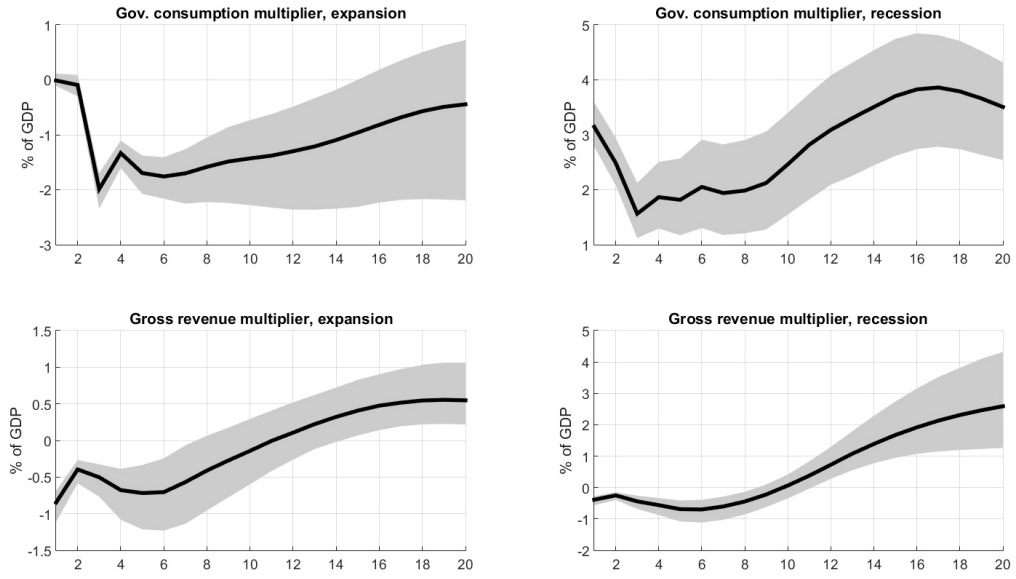 Gov. consumption multiplier, expansion
1
0
-1
-2
-3
% of GDP
2 4 6 8 10 12 14 16 18 20
Gov. consumption multiplier, recession
5
4
3
2
1
% of GDP
2 4 6 8 10 12 14 16 18 20
Gross revenue multiplier, expansion
1.5
1
0.5
0
-0.5
-1
-1.5
% of GDP
2 4 6 8 10 12 14 16 18 20
Gross revenue multiplier, recession
5
4
3
2
1
0
-1
-2
% of GDP
2 4 6 8 10 12 14 16 18 20